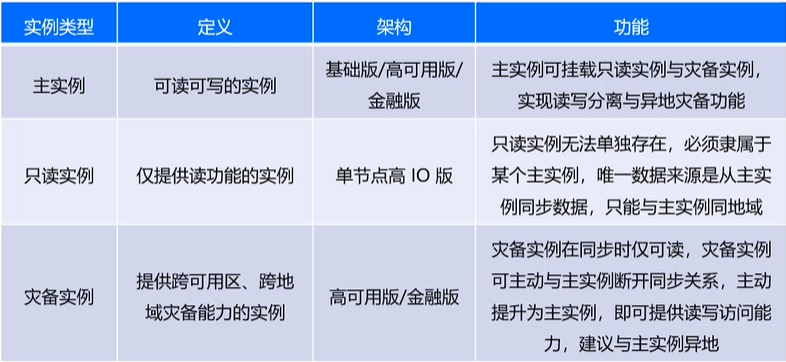 实例类型 定义 架构 功能
主实例
可读可写的实例
基础版/高可用版/
金融版
主实例可挂载只读实例与灾备实例，
实现读写分离与异地灾备功能
只读实例
仅提供读功能的实例
单节点高 IO 版
只读实例无法单独存在，必须隶属于
某个主实例，唯一数据来源是从主实
例同步数据，只能与主实例同地域
灾备实例
提供跨可用区、跨地
域灾备能力的实例
高可用版/金融版
灾备实例在同步时仅可读，灾备实例
可主动与主实例断开同步关系，主动
提升为主实例，即可提供读写访问能
力，建议与主实例异地